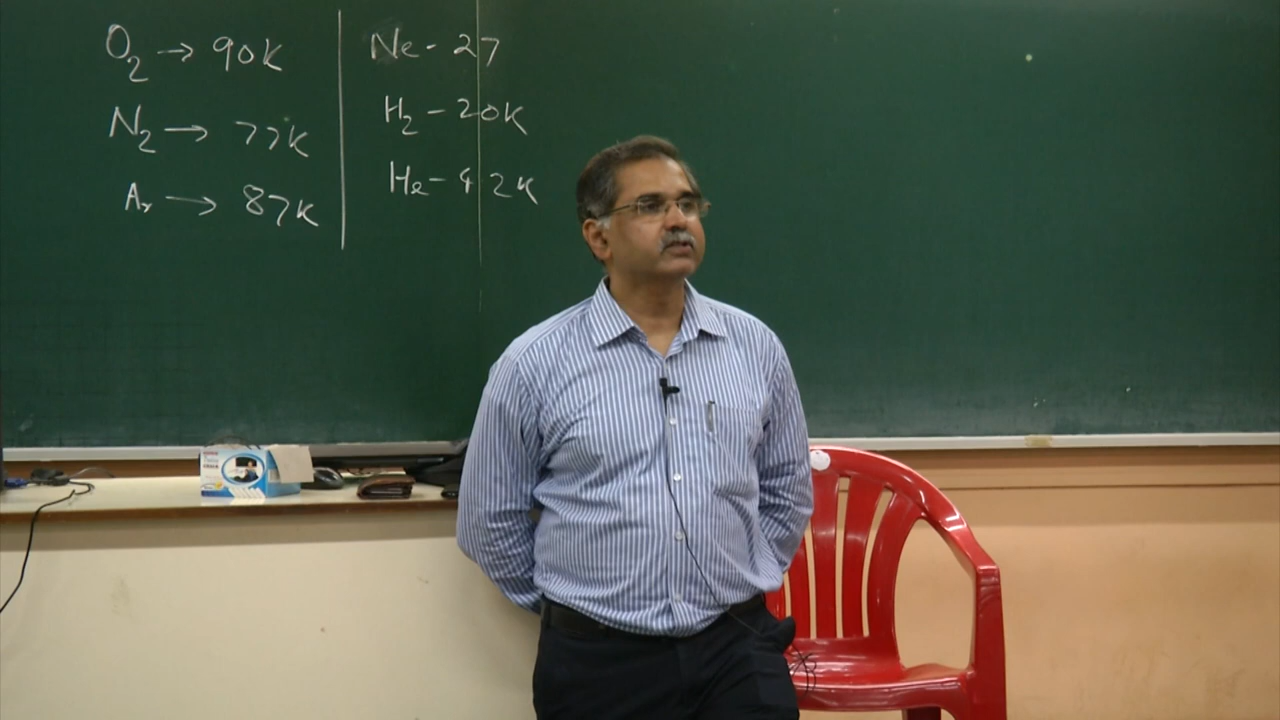 O₂ → 90K
N₂ → 77K
Ar → 87K
Ne - 27
H₂ - 20K
He - 4.2K